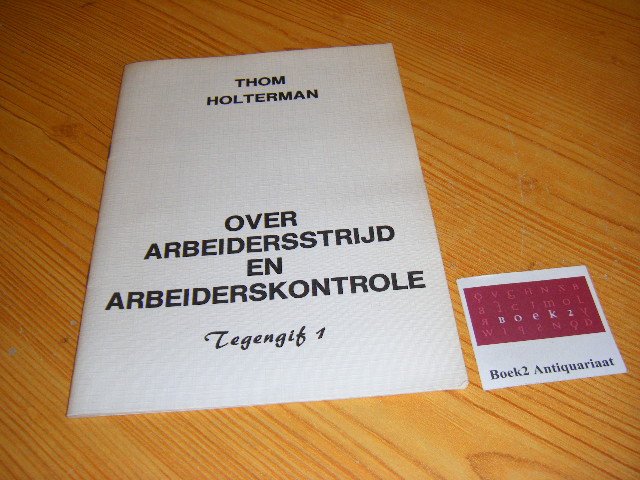 THOM
HOLTERMAN
OVER
ARBEIDERSSTRIJD
EN
ARBEIDERSKONTROLE
Tegengif 1
BOEK2
Boek2 Antiquariaat